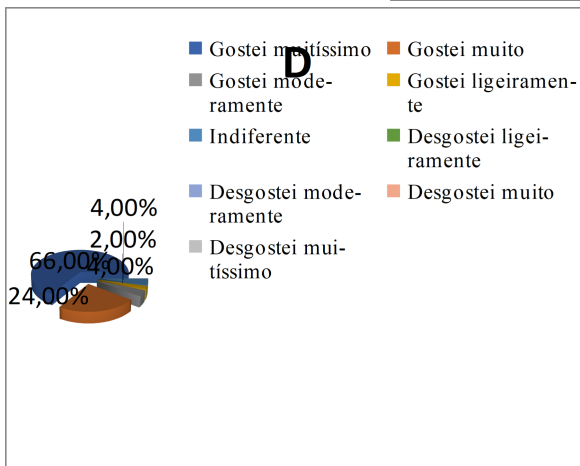 D
Gostei muitíssimo
Gostei muito
Gostei mode-
ramente
Gostei ligeiramen-
te
Indiferente
Desgostei ligei-
ramente
Desgostei mode-
ramente
Desgostei muito
Desgostei mui-
tíssimo
4,00%
2,00%
66,00%
4,00%
24,00%